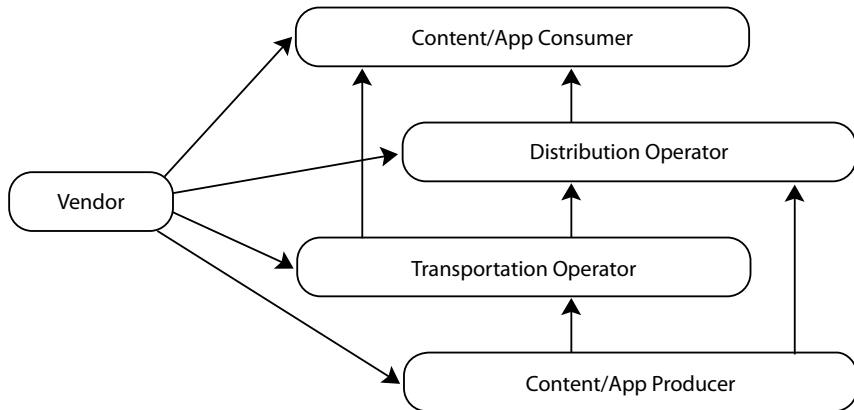 Content/App Consumer
Distribution Operator
Vendor
Transportation Operator
Content/App Producer